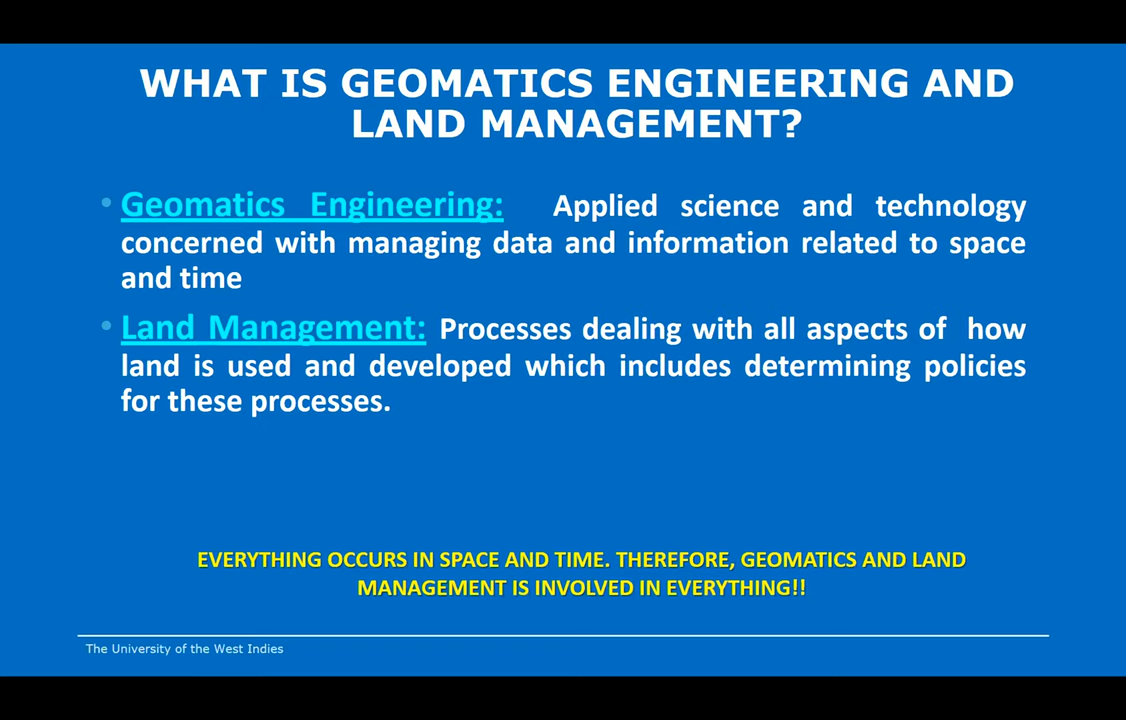 WHAT IS GEOMATICS ENGINEERING AND
LAND MANAGEMENT?
• Geomatics Engineering: Applied science and technology
concerned with managing data and information related to space
and time
• Land Management: Processes dealing with all aspects of how
land is used and developed which includes determining policies
for these processes.
EVERYTHING OCCURS IN SPACE AND TIME. THEREFORE, GEOMATICS AND LAND
MANAGEMENT IS INVOLVED IN EVERYTHING!!
The University of the West Indies